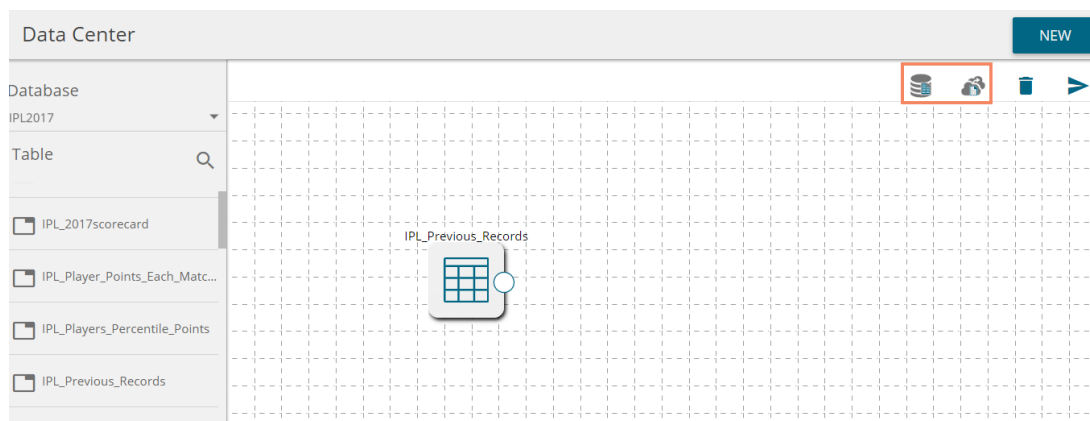 Data Center
NEW
Database
IPL2017
Table
IPL_2017scorecard
IPL_Player_Points_Each_Matc...
IPL_Players_Percentile_Points
IPL_Previous_Records
IPL_Previous_Records